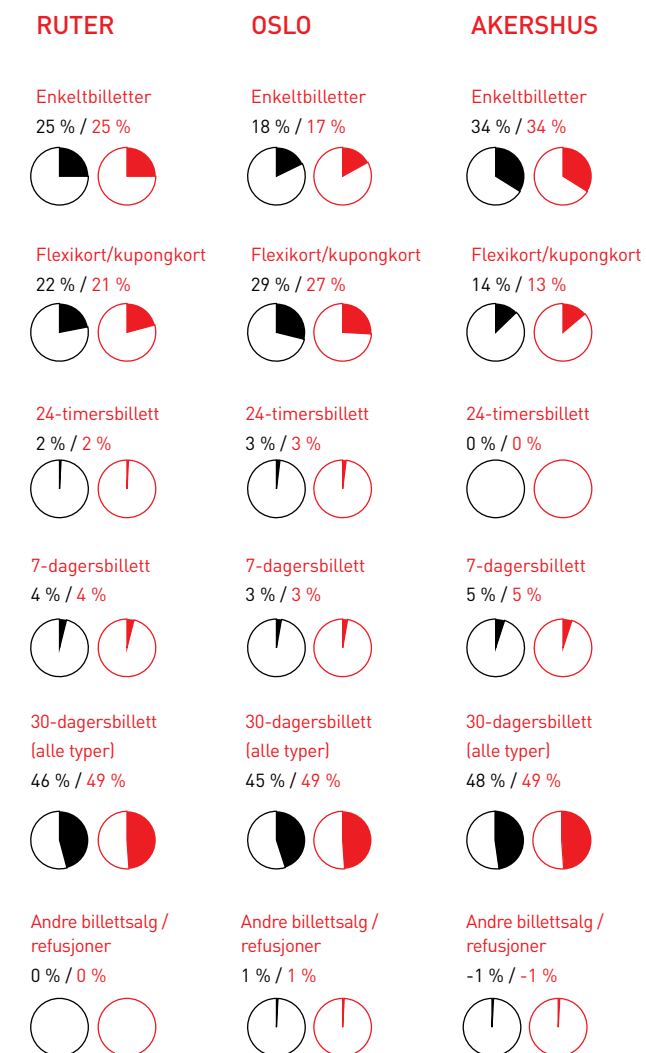 RUTER
OSLO
AKERSHUS
Enkeltbilletter
25 % / 25 %
Enkeltbilletter
18 % / 17 %
Enkeltbilletter
34 % / 34 %
Flexikort/kupongkort
22 % / 21 %
Flexikort/kupongkort
29 % / 27 %
Flexikort/kupongkort
14 % / 13 %
24-timersbillett
2 % / 2 %
24-timersbillett
3 % / 3 %
24-timersbillett
0 % / 0 %
7-dagersbillett
4 % / 4 %
7-dagersbillett
3 % / 3 %
7-dagersbillett
5 % / 5 %
30-dagersbillett
(alle typer)
46 % / 49 %
30-dagersbillett
(alle typer)
45 % / 49 %
30-dagersbillett
(alle typer)
48 % / 49 %
Andre billettsalg /
refusjoner
0 % / 0 %
Andre billettsalg /
refusjoner
1 % / 1 %
Andre billettsalg /
refusjoner
-1 % / -1 %